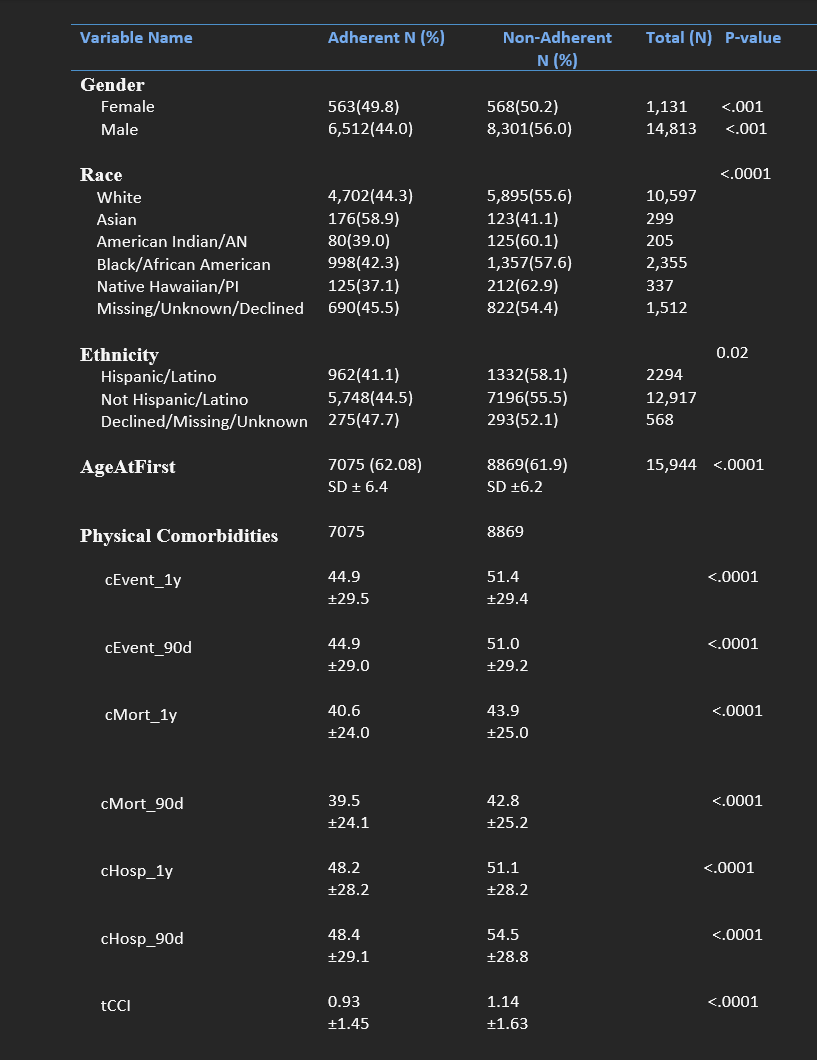 Variable Name Adherent N (%) Non-Adherent N (%) Total (N) P-value
Gender
Female 563(49.8) 568(50.2) 1,131 <.001
Male 6,512(44.0) 8,301(56.0) 14,813 <.001
Race <.0001
White 4,702(44.3) 5,895(55.6) 10,597
Asian 176(58.9) 123(41.1) 299
American Indian/AN 80(39.0) 125(60.1) 205
Black/African American 998(42.3) 1,357(57.6) 2,355
Native Hawaiian/PI 125(37.1) 212(62.9) 337
Missing/Unknown/Declined 690(45.5) 822(54.4) 1,512
Ethnicity 0.02
Hispanic/Latino 962(41.1) 1332(58.1) 2294
Not Hispanic/Latino 5,748(44.5) 7196(55.5) 12,917
Declined/Missing/Unknown 275(47.7) 293(52.1) 568
AgeAtFirst 7075 (62.08) 8869(61.9) 15,944 <.0001
SD ± 6.4 SD ±6.2
Physical Comorbidities 7075 8869
cEvent_1y 44.9 51.4 <.0001
±29.5 ±29.4
cEvent_90d 44.9 51.0 <.0001
±29.0 ±29.2
cMort_1y 40.6 43.9 <.0001
±24.0 ±25.0
cMort_90d 39.5 42.8 <.0001
±24.1 ±25.2
cHosp_1y 48.2 51.1 <.0001
±28.2 ±28.2
cHosp_90d 48.4 54.5 <.0001
±29.1 ±28.8
tCCI 0.93 1.14 <.0001
±1.45 ±1.63